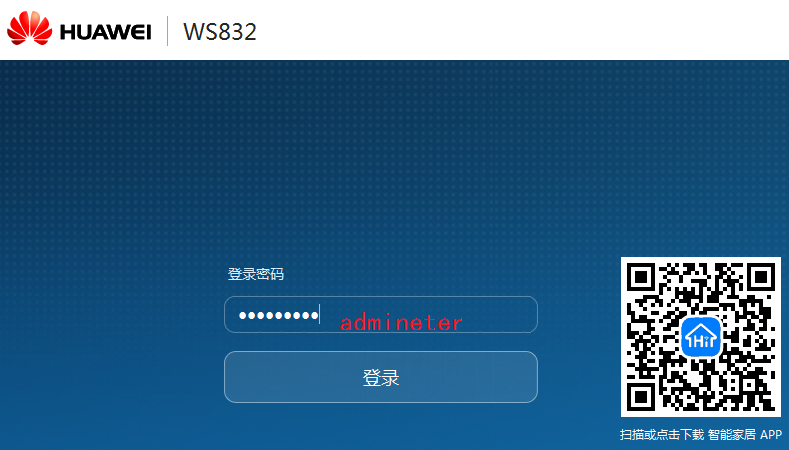 HUAWEI WS832
登录密码
admineter
登录
HiT
扫描或点击下载 智能家居 APP